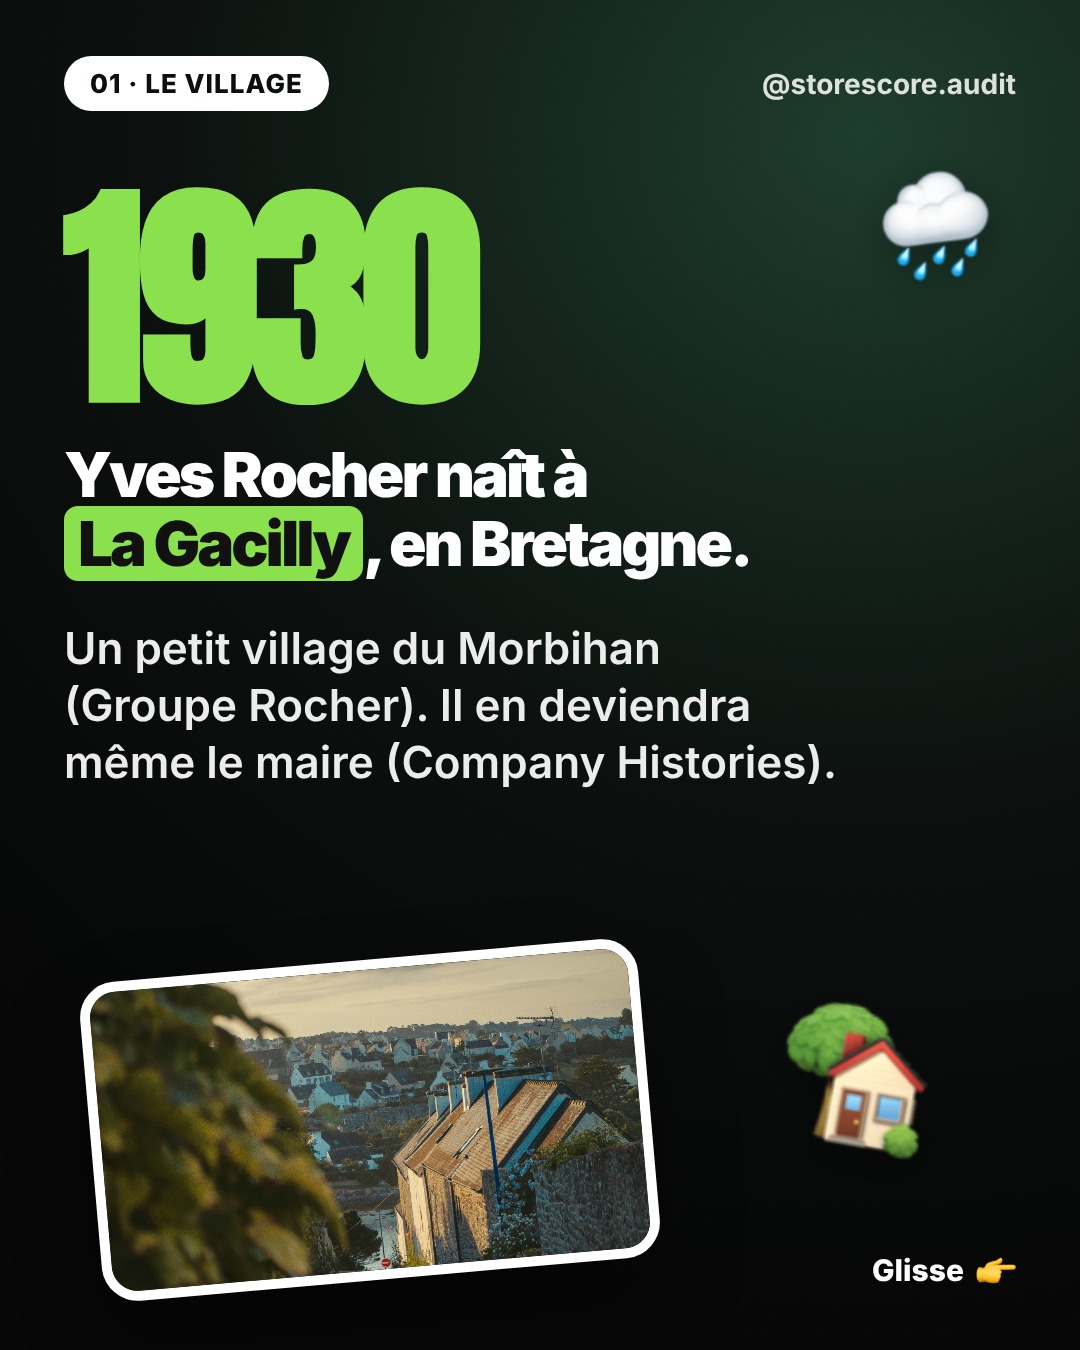 01 · LE VILLAGE
@storescore.audit
1930
Yves Rocher naît à
La Gacilly, en Bretagne.
Un petit village du Morbihan
(Groupe Rocher). Il en deviendra
même le maire (Company Histories).
Glisse 👉